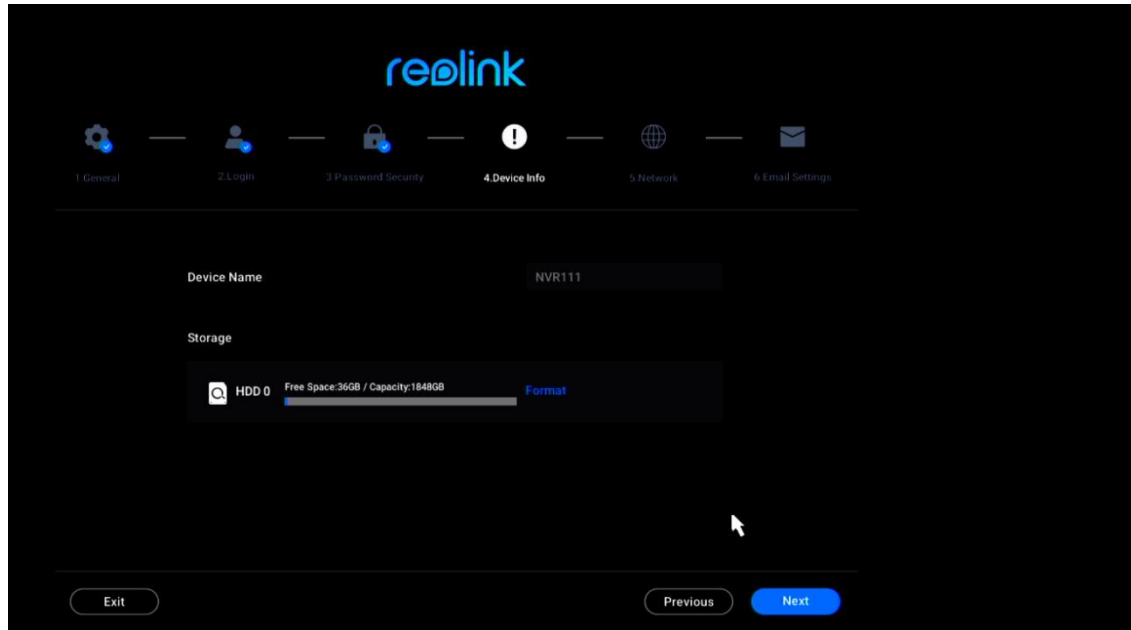 reolink
1.General
2.Login
3.Password Security
4.Device Info
5.Network
6.Email Settings
Device Name
NVR111
Storage
HDD 0
Free Space:36GB / Capacity:1848GB
Format
Exit
Previous
Next